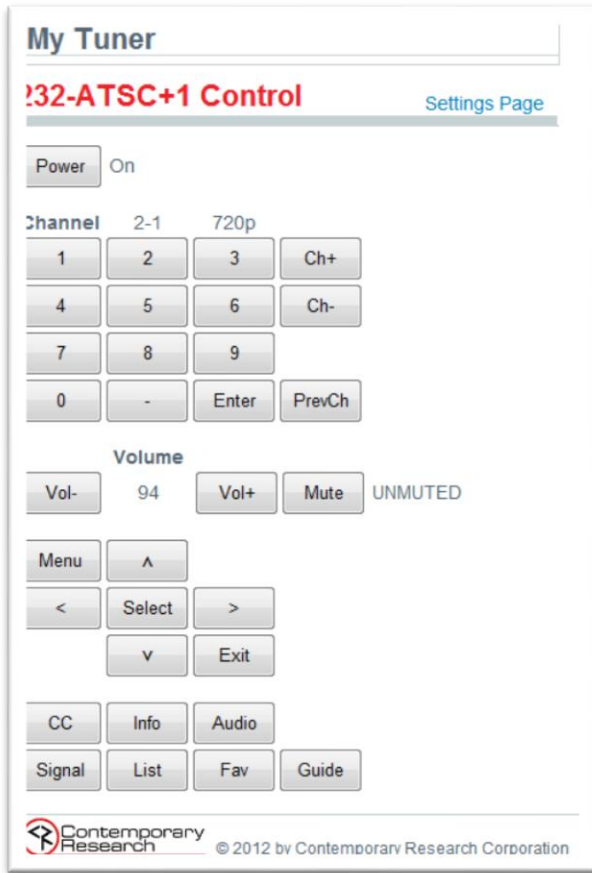 My Tuner
232-ATSC+1 Control
Settings Page
Power On
Channel 2-1 720p
1 2 3 Ch+
4 5 6 Ch-
7 8 9
0 - Enter PrevCh
Volume
Vol- 94 Vol+ Mute UNMUTED
Menu ^
< Select >
v Exit
CC Info Audio
Signal List Fav Guide
Contemporary
Research
© 2012 by Contemporary Research Corporation